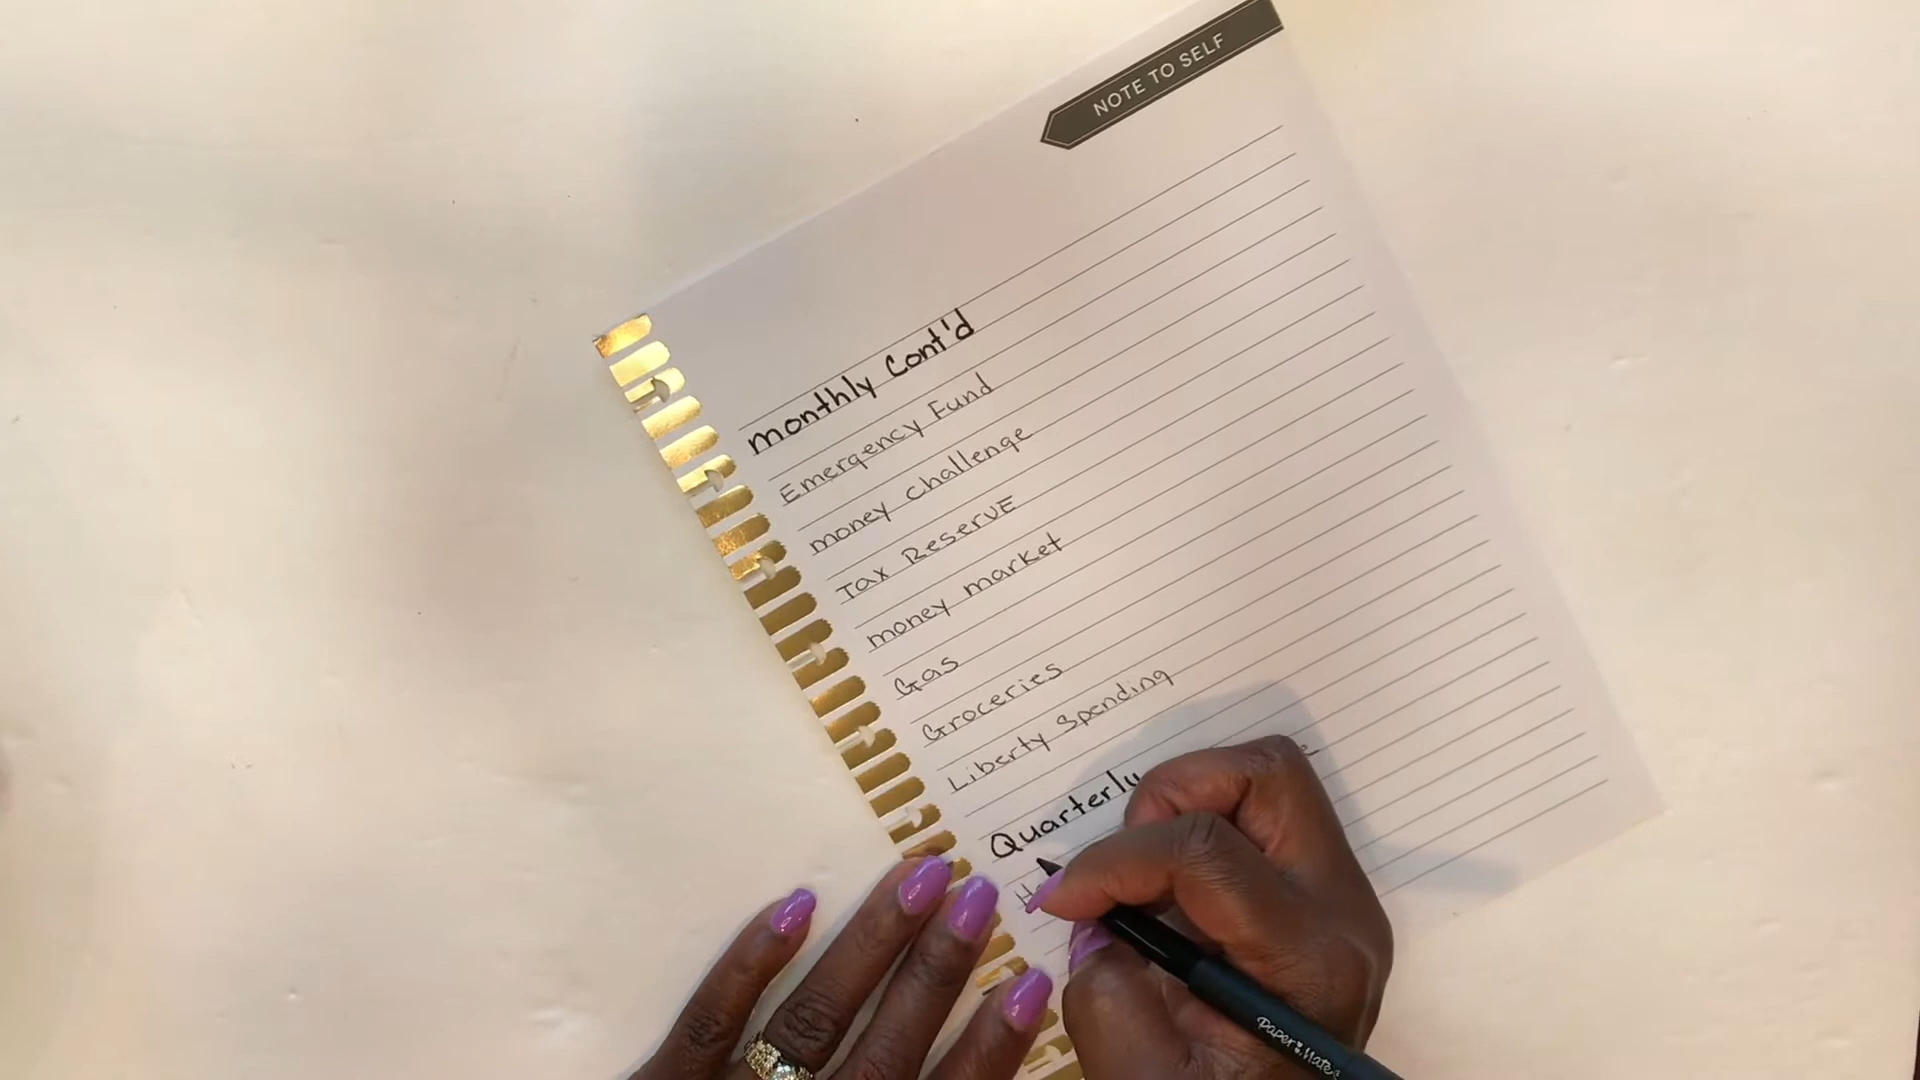 NOTE TO SELF
monthly Cont'd
Emergency Fund
money challenge
Tax ReservE
money market
Gas
Groceries
Liberty Spending
Quarterly
Paper Mate